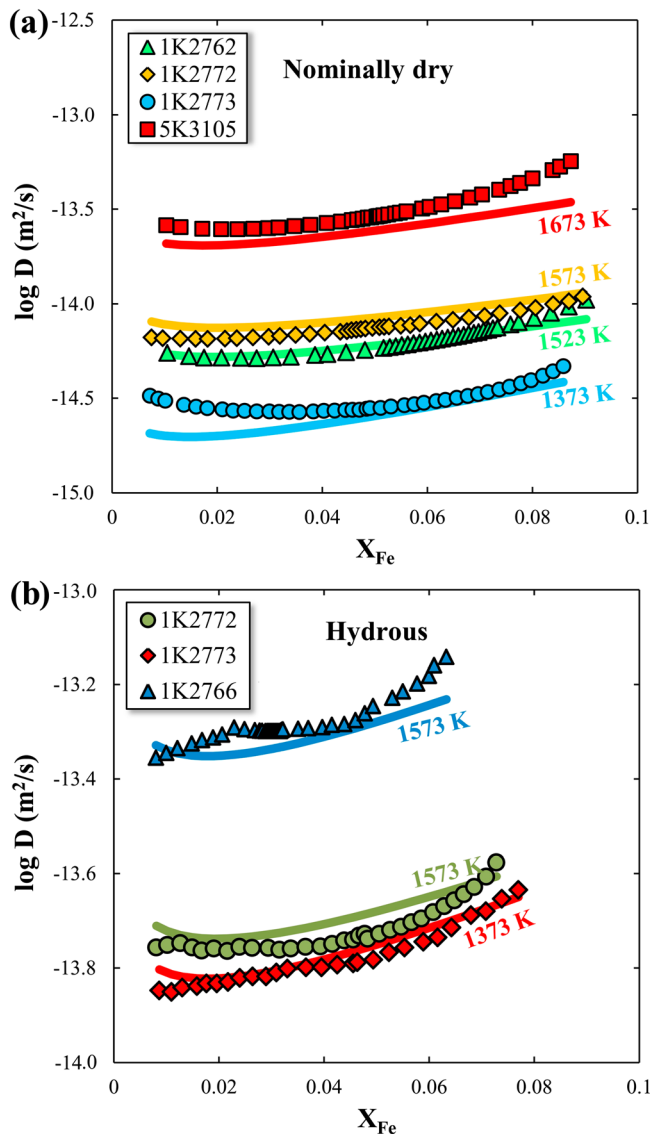 (a)
-12.5
-13.0
-13.5
-14.0
-14.5
-15.0
log D (m²/s)
1K2762
1K2772
1K2773
5K3105
Nominally dry
1673 K
1573 K
1523 K
1373 K
0 0.02 0.04 0.06 0.08 0.1
X_Fe
(b)
-13.0
-13.2
-13.4
-13.6
-13.8
-14.0
log D (m²/s)
1K2772
1K2773
1K2766
Hydrous
1573 K
1573 K
1373 K
0 0.02 0.04 0.06 0.08 0.1
X_Fe